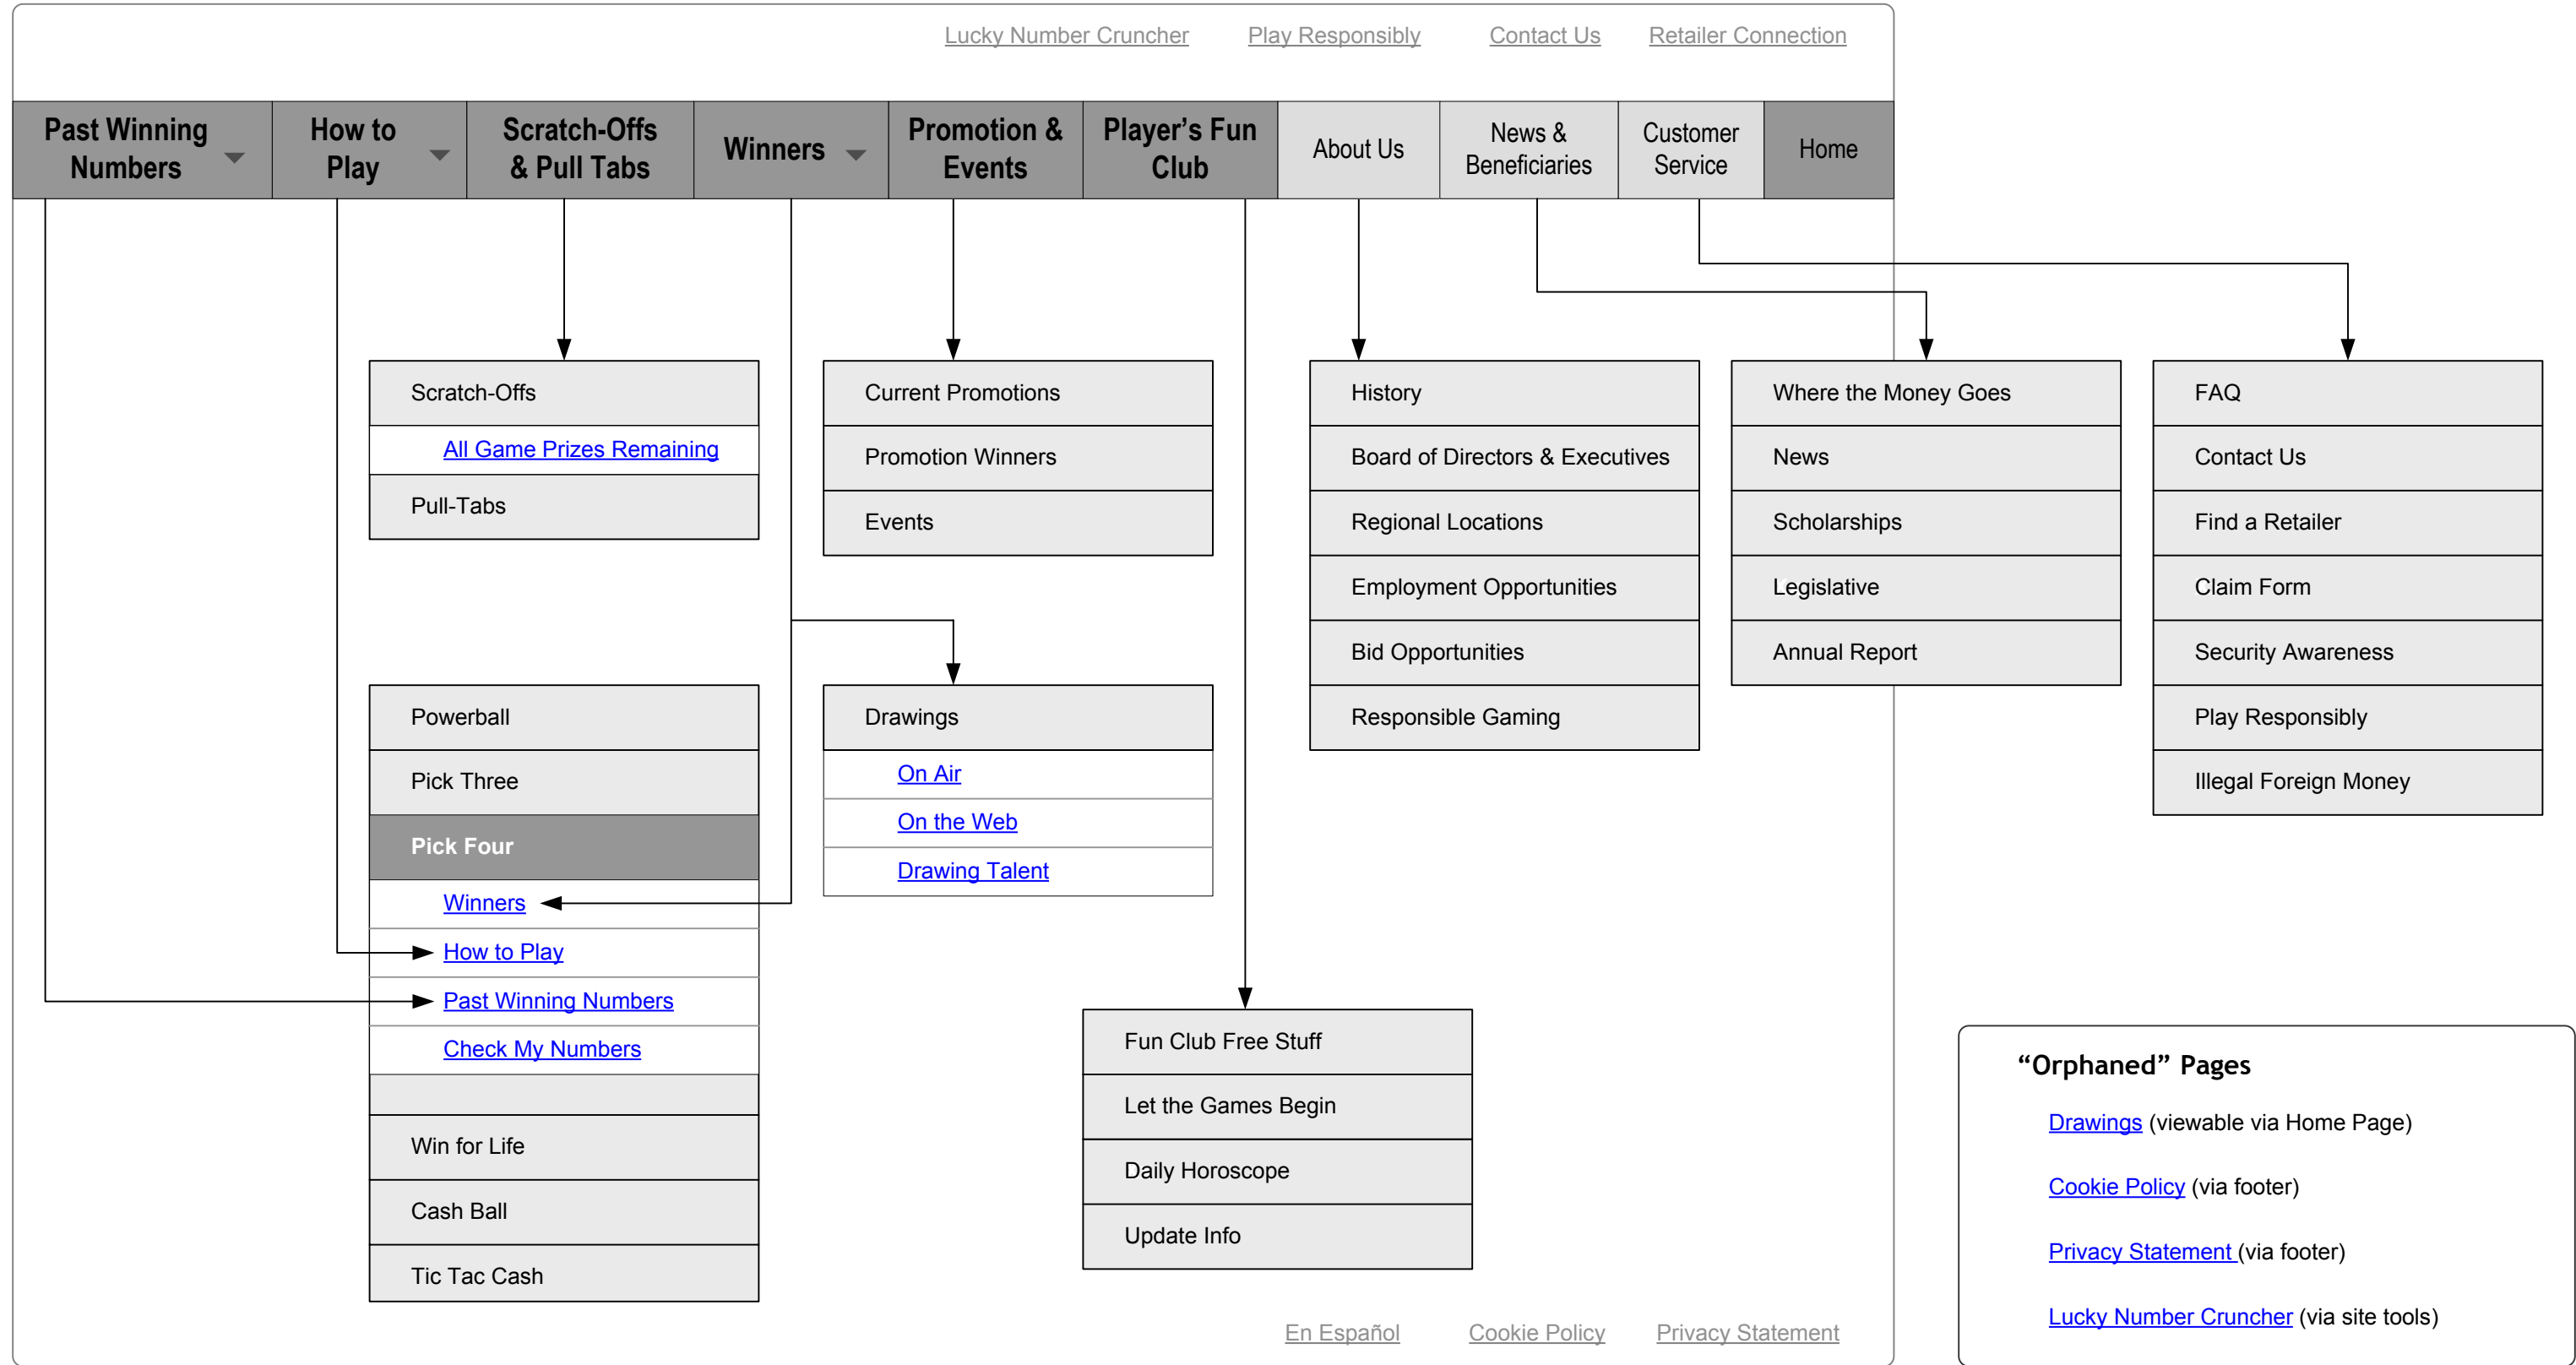 Lucky Number Cruncher
Play Responsibly
Contact Us
Retailer Connection
Past Winning
Numbers
How to
Play
Scratch-Offs
& Pull Tabs
Winners
Promotion &
Events
Player’s Fun
Club
About Us
News &
Beneficiaries
Customer
Service
Home
Scratch-Offs
All Game Prizes Remaining
Pull-Tabs
Current Promotions
Promotion Winners
Events
History
Board of Directors & Executives
Regional Locations
Employment Opportunities
Bid Opportunities
Responsible Gaming
Where the Money Goes
News
Scholarships
Legislative
Annual Report
FAQ
Contact Us
Find a Retailer
Claim Form
Security Awareness
Play Responsibly
Illegal Foreign Money
Powerball
Pick Three
Pick Four
Winners
How to Play
Past Winning Numbers
Check My Numbers
Win for Life
Cash Ball
Tic Tac Cash
Drawings
On Air
On the Web
Drawing Talent
Fun Club Free Stuff
Let the Games Begin
Daily Horoscope
Update Info
“Orphaned” Pages
Drawings (viewable via Home Page)
Cookie Policy (via footer)
Privacy Statement (via footer)
Lucky Number Cruncher (via site tools)
En Español
Cookie Policy
Privacy Statement